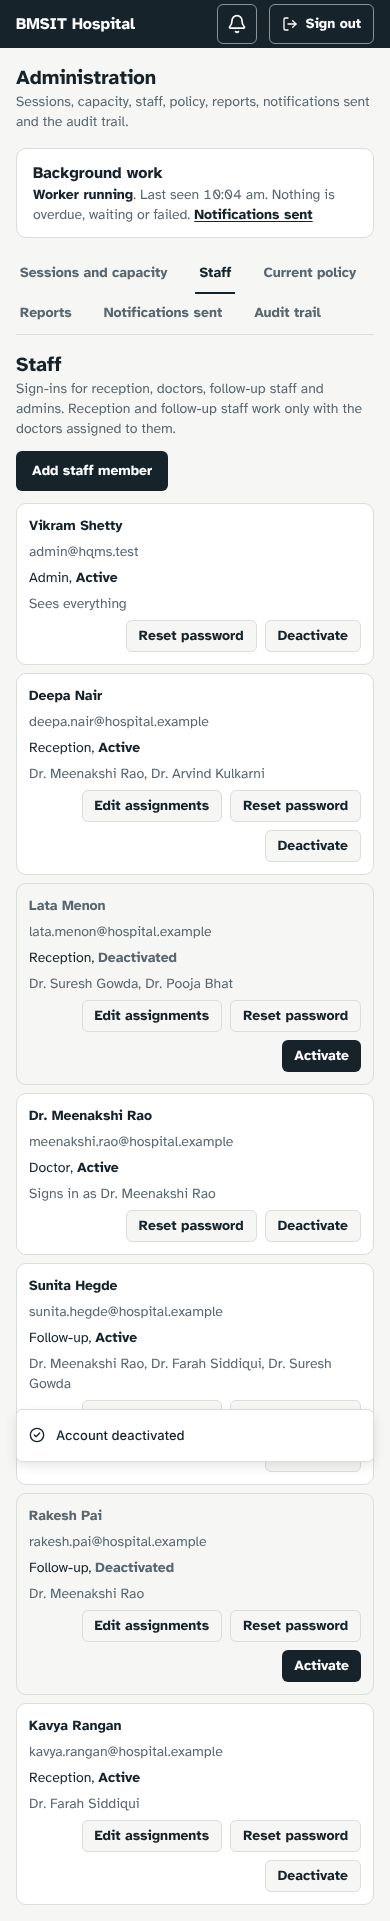 BMSIT Hospital
Sign out
Administration
Sessions, capacity, staff, policy, reports, notifications sent
and the audit trail.
Background work
Worker running. Last seen 10:04 am. Nothing is
overdue, waiting or failed. Notifications sent
Sessions and capacity Staff Current policy
Reports Notifications sent Audit trail
Staff
Sign-ins for reception, doctors, follow-up staff and
admins. Reception and follow-up staff work only with the
doctors assigned to them.
Add staff member
Vikram Shetty
admin@hqms.test
Admin, Active
Sees everything
Reset password Deactivate
Deepa Nair
deepa.nair@hospital.example
Reception, Active
Dr. Meenakshi Rao, Dr. Arvind Kulkarni
Edit assignments Reset password
Deactivate
Lata Menon
lata.menon@hospital.example
Reception, Deactivated
Dr. Suresh Gowda, Dr. Pooja Bhat
Edit assignments Reset password
Activate
Dr. Meenakshi Rao
meenakshi.rao@hospital.example
Doctor, Active
Signs in as Dr. Meenakshi Rao
Reset password Deactivate
Sunita Hegde
sunita.hegde@hospital.example
Follow-up, Active
Dr. Meenakshi Rao, Dr. Farah Siddiqui, Dr. Suresh
Gowda
Account deactivated
Rakesh Pai
rakesh.pai@hospital.example
Follow-up, Deactivated
Dr. Meenakshi Rao
Edit assignments Reset password
Activate
Kavya Rangan
kavya.rangan@hospital.example
Reception, Active
Dr. Farah Siddiqui
Edit assignments Reset password
Deactivate